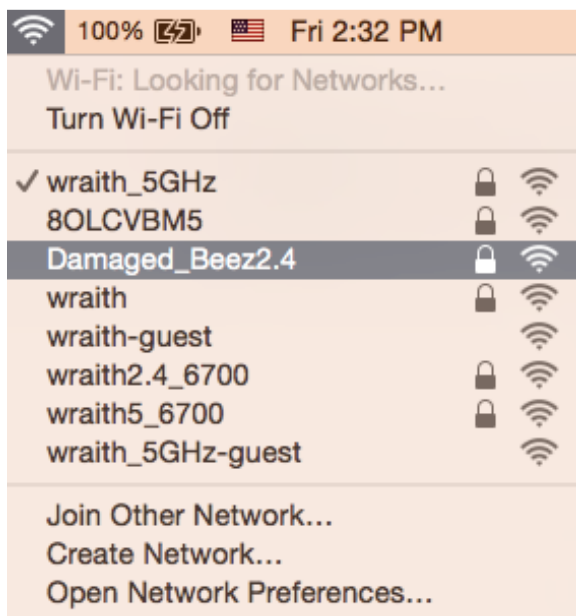 100% Fri 2:32 PM
Wi-Fi: Looking for Networks...
Turn Wi-Fi Off
wraith_5GHz
8OLCVBM5
Damaged_Beez2.4
wraith
wraith-guest
wraith2.4_6700
wraith5_6700
wraith_5GHz-guest
Join Other Network...
Create Network...
Open Network Preferences...